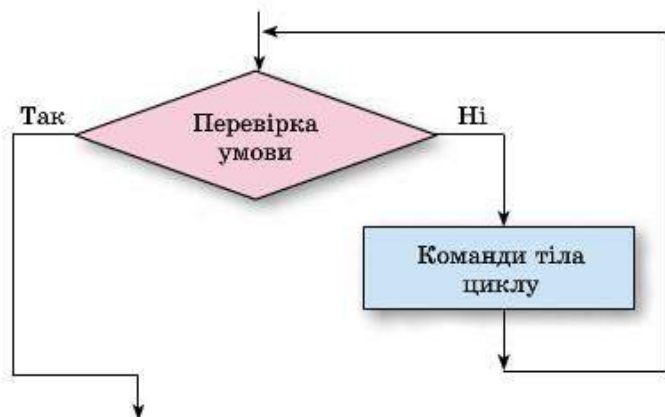 Так
Перевірка
умови
Ні
Команди тіла
циклу